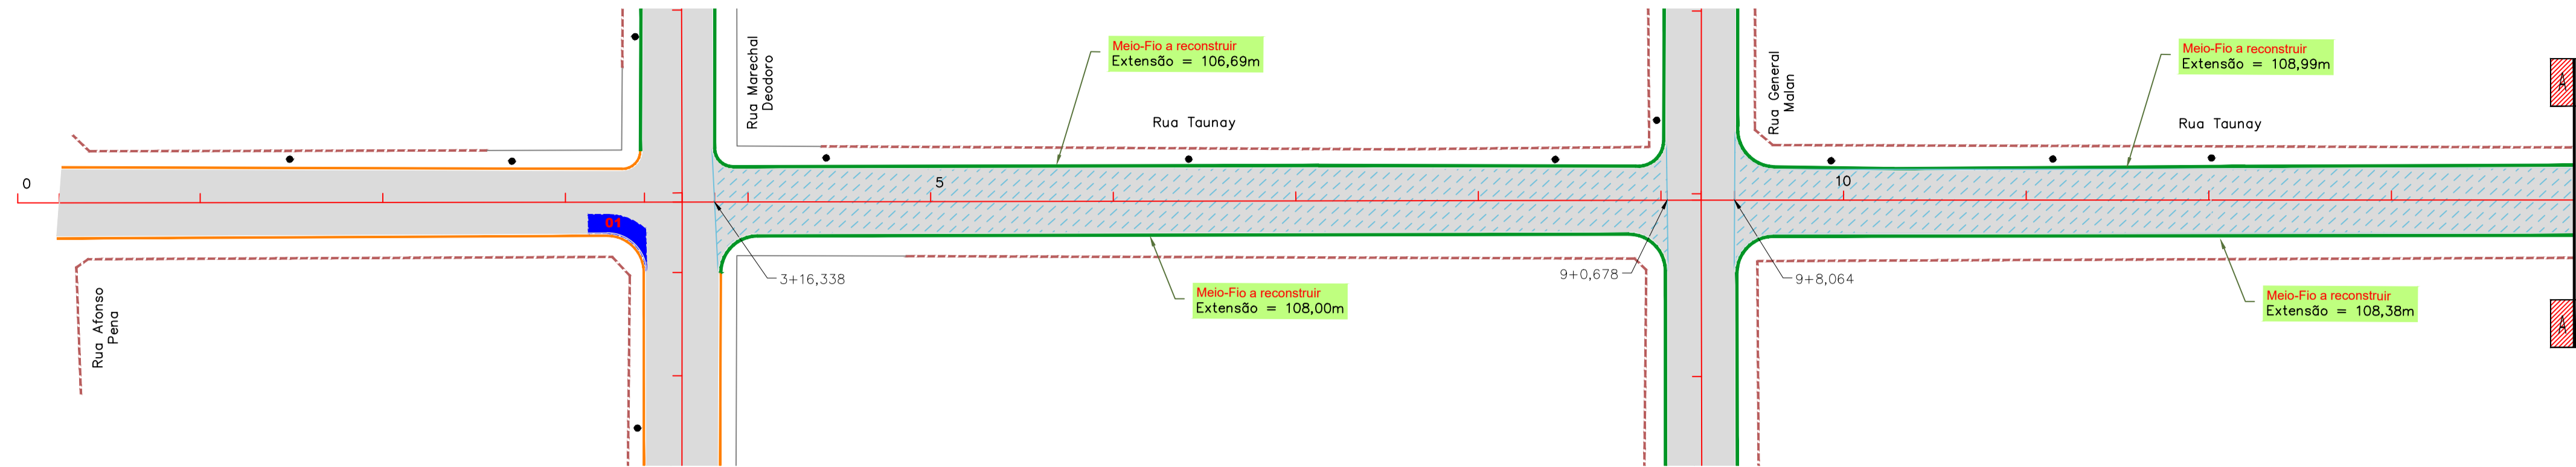 Meio-Fio a reconstruir
Extensão = 106,69m
Meio-Fio a reconstruir
Extensão = 108,99m
Rua Marechal
Deodoro
Rua General
Malan
A
Rua Taunay
Rua Taunay
0
5
10
01
3+16,338
9+0,678
9+8,064
Meio-Fio a reconstruir
Extensão = 108,00m
Meio-Fio a reconstruir
Extensão = 108,38m
Rua Afonso
Pena
A